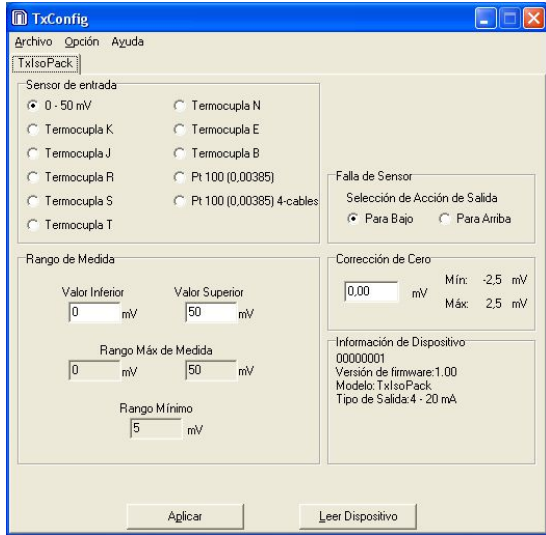 TxConfig
Archivo Opción Ayuda
TxIsoPack
Sensor de entrada
0 - 50 mV
Termocupla K
Termocupla J
Termocupla R
Termocupla S
Termocupla T
Termocupla N
Termocupla E
Termocupla B
Pt 100 (0,00385)
Pt 100 (0,00385) 4-cables
Falla de Sensor
Selección de Acción de Salida
Para Bajo Para Arriba
Rango de Medida
Valor Inferior Valor Superior
0 mV 50 mV
Rango Máx de Medida
0 mV 50 mV
Rango Mínimo
5 mV
Corrección de Cero
0,00 mV
Mín: -2,5 mV
Máx: 2,5 mV
Información de Dispositivo
00000001
Versión de firmware:1.00
Modelo:TxIsoPack
Tipo de Salida:4 - 20 mA
Aplicar Leer Dispositivo